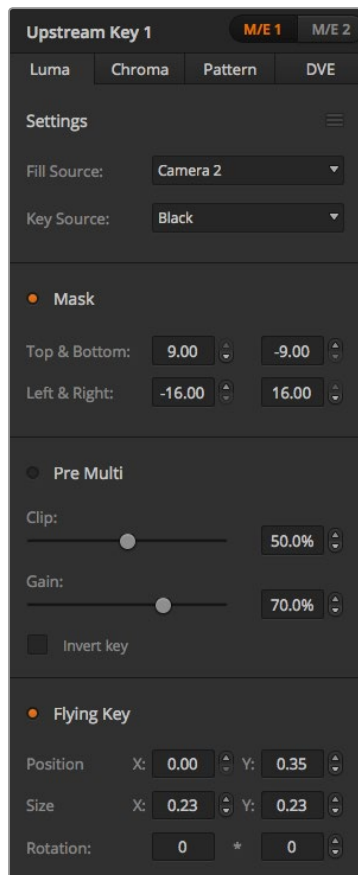 Upstream Key 1 M/E 1 M/E 2
Luma Chroma Pattern DVE
Settings
Fill Source: Camera 2
Key Source: Black
Mask
Top & Bottom: 9.00 -9.00
Left & Right: -16.00 16.00
Pre Multi
Clip:
50.0%
Gain:
70.0%
Invert key
Flying Key
Position X: 0.00 Y: 0.35
Size X: 0.23 Y: 0.23
Rotation: 0 * 0